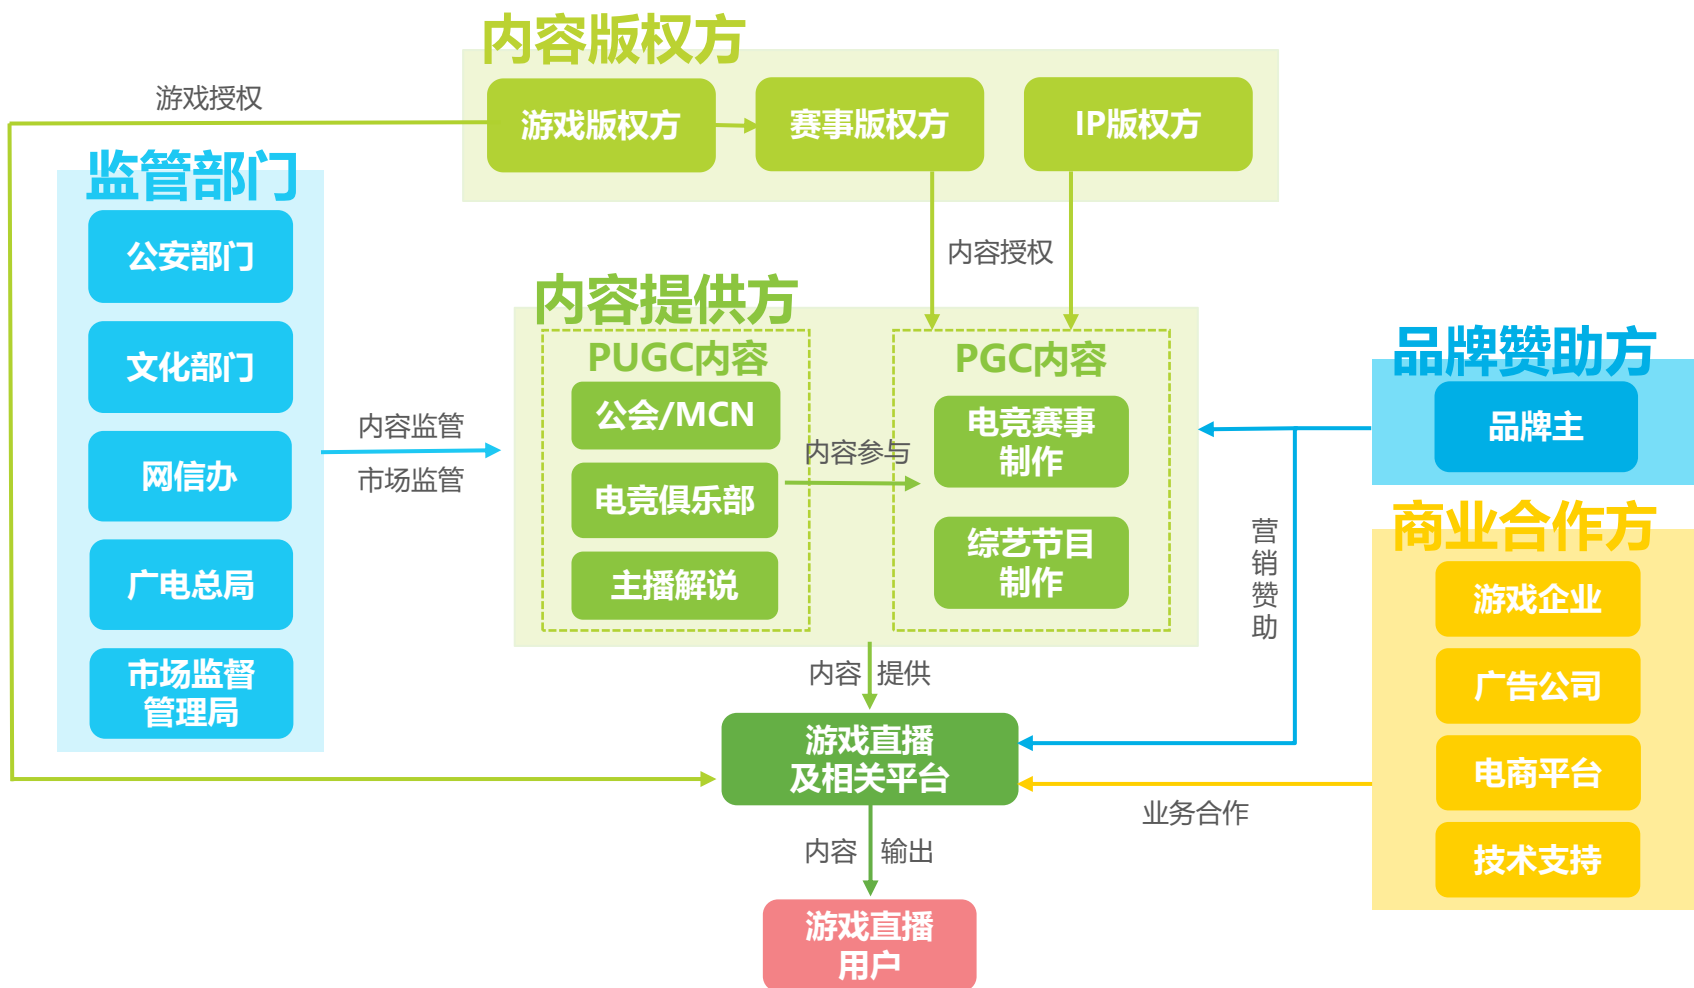 内容版权方
游戏授权
游戏版权方
赛事版权方
IP版权方
监管部门
公安部门
文化部门
网信办
广电总局
市场监督
管理局
内容监管
市场监管
内容授权
内容提供方
PUGC内容
公会/MCN
电竞俱乐部
主播解说
内容参与
PGC内容
电竞赛事
制作
综艺节目
制作
品牌赞助方
品牌主
营销赞助
商业合作方
游戏企业
广告公司
电商平台
技术支持
内容 提供
游戏直播
及相关平台
业务合作
内容 输出
游戏直播
用户